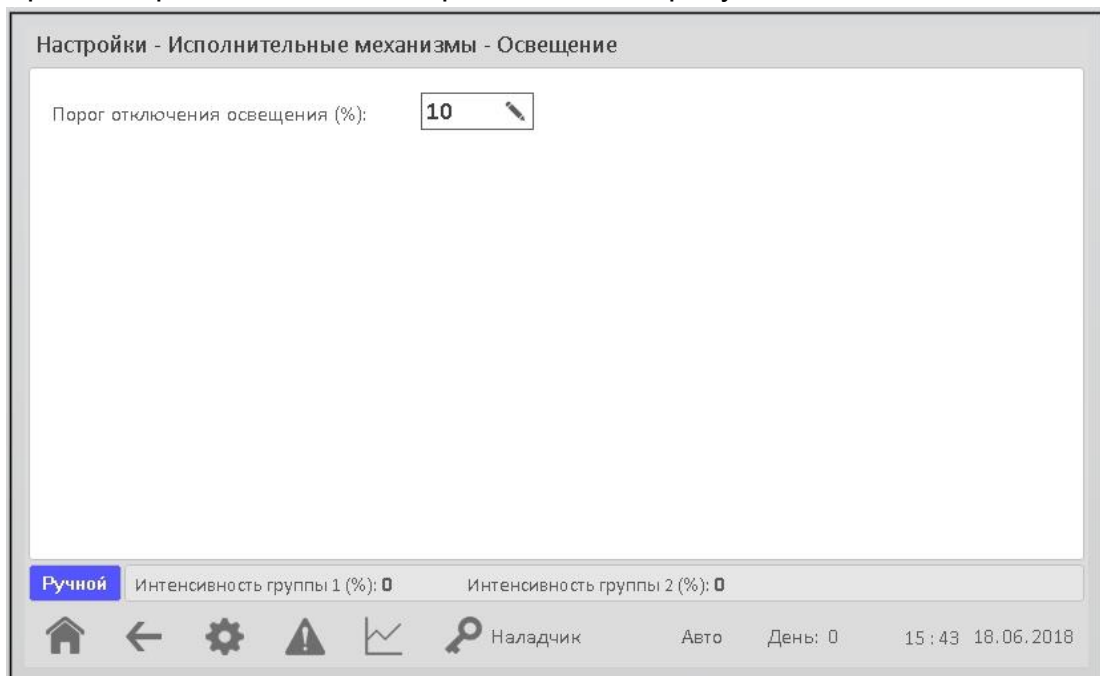 Настройки - Исполнительные механизмы - Освещение
Порог отключения освещения (%): 10
Ручной Интенсивность группы 1 (%): 0 Интенсивность группы 2 (%): 0
Наладчик Авто День: 0 15:43 18.06.2018